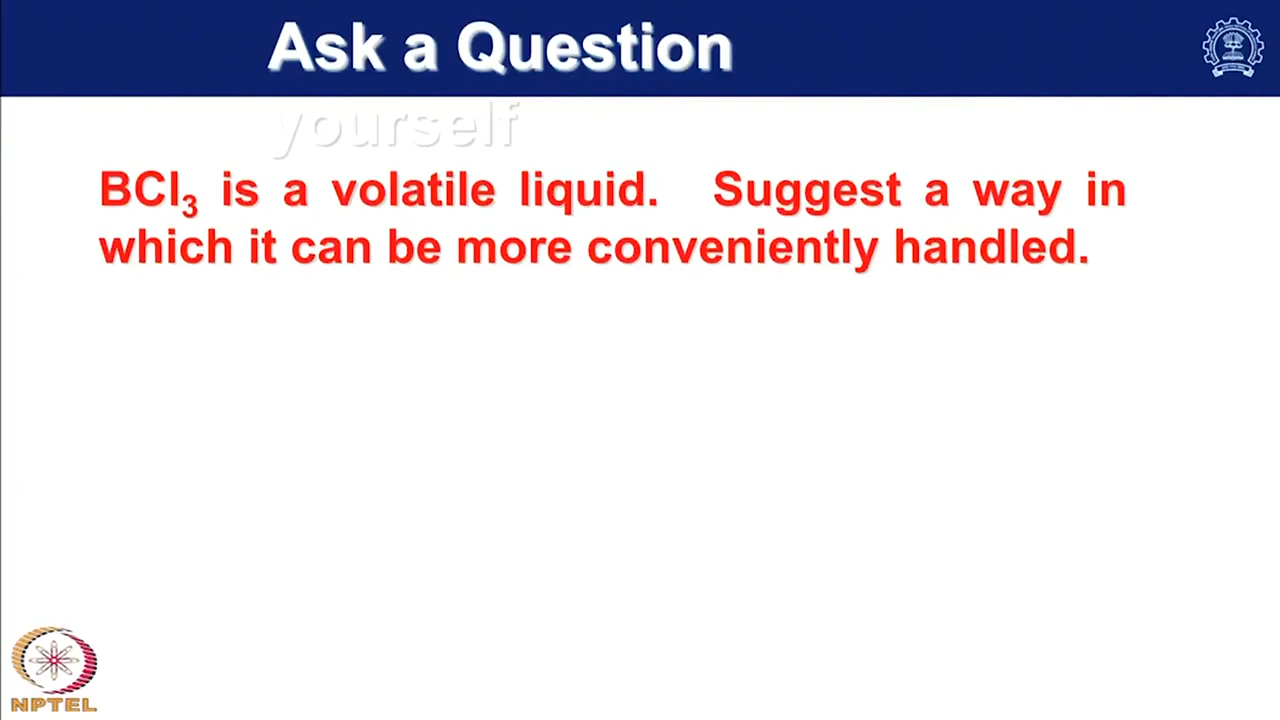 Ask a Question
yourself
BCl₃ is a volatile liquid. Suggest a way in
which it can be more conveniently handled.
NPTEL